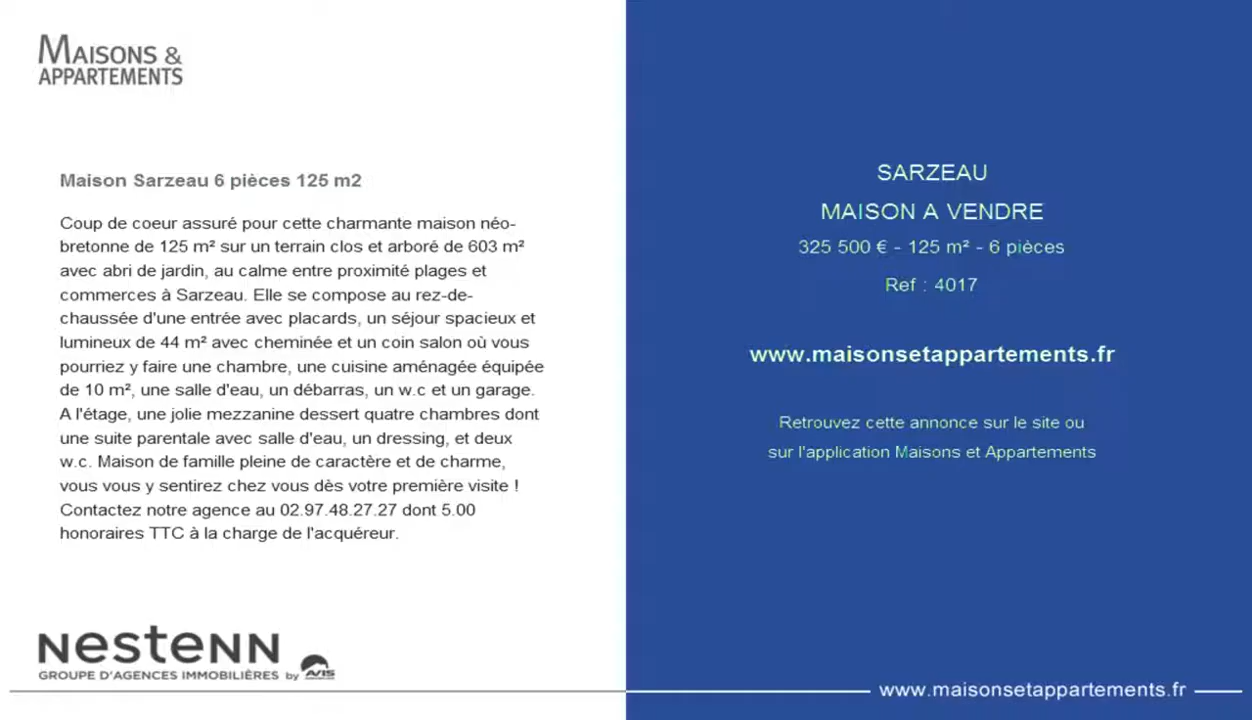 MAISONS &
APPARTEMENTS
Maison Sarzeau 6 pièces 125 m2
Coup de coeur assuré pour cette charmante maison néo-
bretonne de 125 m² sur un terrain clos et arboré de 603 m²
avec abri de jardin, au calme entre proximité plages et
commerces à Sarzeau. Elle se compose au rez-de-
chaussée d'une entrée avec placards, un séjour spacieux et
lumineux de 44 m² avec cheminée et un coin salon où vous
pourriez y faire une chambre, une cuisine aménagée équipée
de 10 m², une salle d'eau, un débarras, un w.c et un garage.
A l'étage, une jolie mezzanine dessert quatre chambres dont
une suite parentale avec salle d'eau, un dressing, et deux
w.c. Maison de famille pleine de caractère et de charme,
vous vous y sentirez chez vous dès votre première visite !
Contactez notre agence au 02.97.48.27.27 dont 5.00
honoraires TTC à la charge de l'acquéreur.
NESTENN
GROUPE D'AGENCES IMMOBILIÈRES by AVIS
SARZEAU
MAISON A VENDRE
325 500 € - 125 m² - 6 pièces
Ref : 4017
www.maisonsetappartements.fr
Retrouvez cette annonce sur le site ou
sur l'application Maisons et Appartements
www.maisonsetappartements.fr